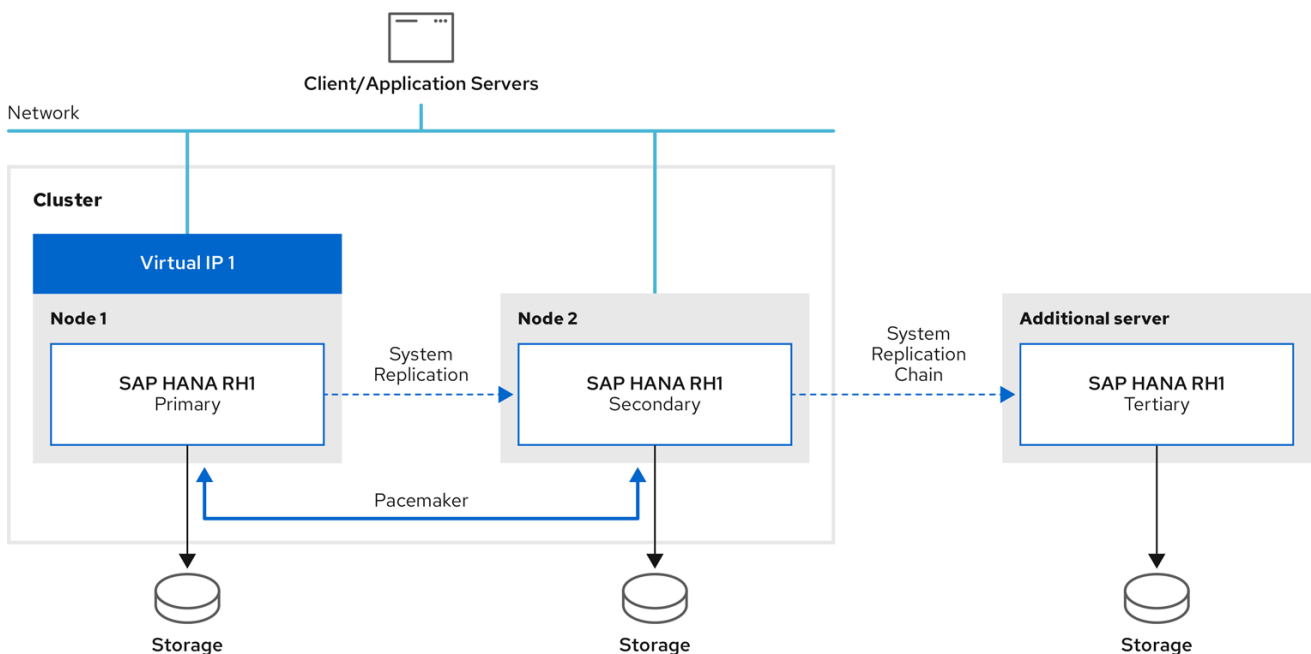 Client/Application Servers
Network
Cluster
Virtual IP 1
Node 1
SAP HANA RH1
Primary
System
Replication
Node 2
SAP HANA RH1
Secondary
System
Replication
Chain
Additional server
SAP HANA RH1
Tertiary
Pacemaker
Storage
Storage
Storage